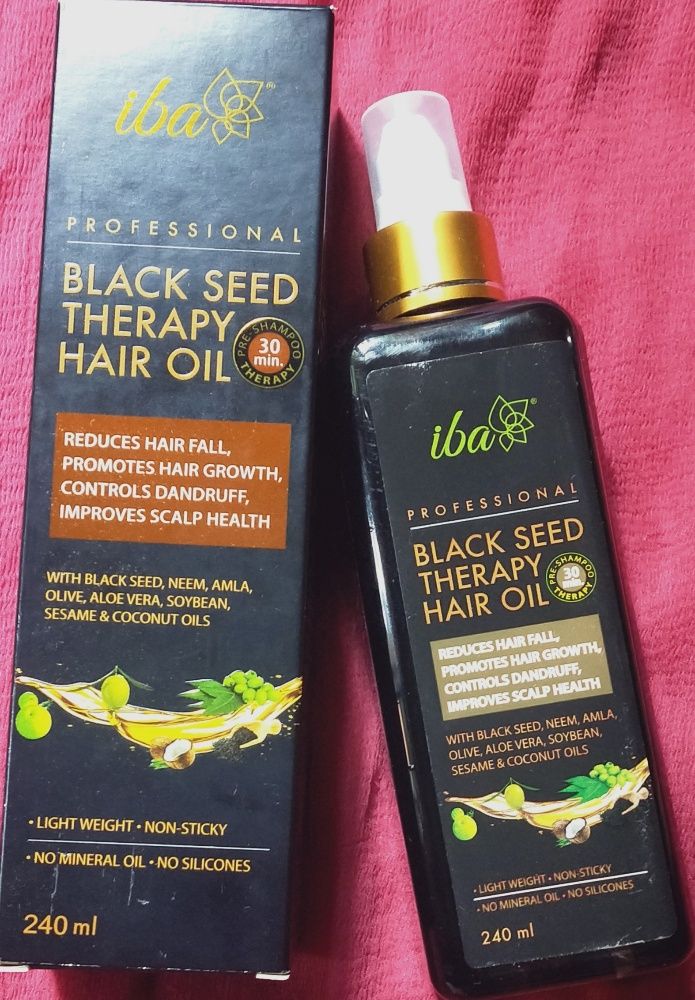 iba®
PROFESSIONAL
BLACK SEED
THERAPY
HAIR OIL
PRE-SHAMPOO
30
min.
THERAPY
REDUCES HAIR FALL,
PROMOTES HAIR GROWTH,
CONTROLS DANDRUFF,
IMPROVES SCALP HEALTH
WITH BLACK SEED, NEEM, AMLA,
OLIVE, ALOE VERA, SOYBEAN,
SESAME & COCONUT OILS
• LIGHT WEIGHT • NON-STICKY
• NO MINERAL OIL • NO SILICONES
240 ml
iba®
PROFESSIONAL
BLACK SEED
THERAPY
HAIR OIL
PRE-SHAMPOO
30
min.
THERAPY
REDUCES HAIR FALL,
PROMOTES HAIR GROWTH,
CONTROLS DANDRUFF,
IMPROVES SCALP HEALTH
WITH BLACK SEED, NEEM, AMLA,
OLIVE, ALOE VERA, SOYBEAN,
SESAME & COCONUT OILS
• LIGHT WEIGHT • NON-STICKY
• NO MINERAL OIL • NO SILICONES
240 ml